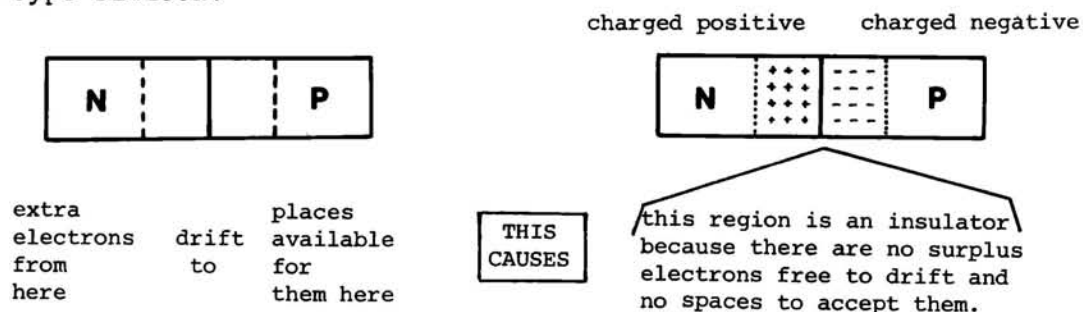 charged positive charged negative
N P
+ + +
+ + +
+ + +
+ + +
- - -
- - -
- - -
- - -
N P
extra
electrons
from
here
drift
to
places
available
for
them here
THIS
CAUSES
this region is an insulator
because there are no surplus
electrons free to drift and
no spaces to accept them.